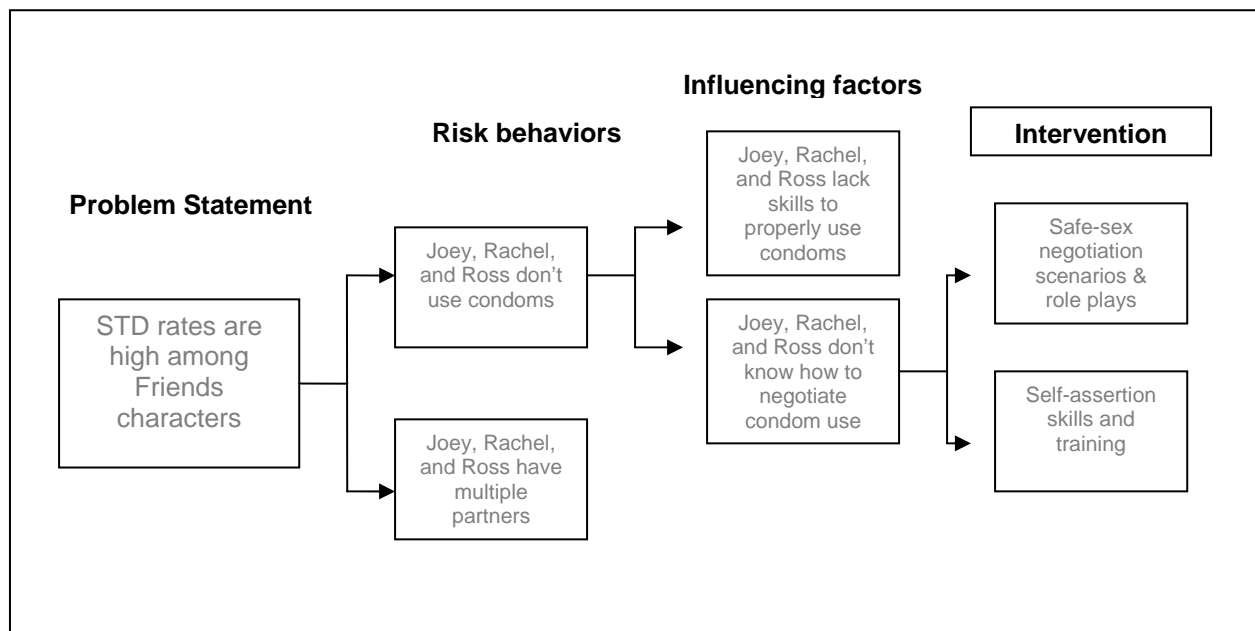 Problem Statement
STD rates are
high among
Friends
characters
Risk behaviors
Joey, Rachel,
and Ross don’t
use condoms
Joey, Rachel,
and Ross have
multiple
partners
Influencing factors
Joey, Rachel,
and Ross lack
skills to
properly use
condoms
Joey, Rachel,
and Ross don’t
know how to
negotiate
condom use
Intervention
Safe-sex
negotiation
scenarios &
role plays
Self-assertion
skills and
training